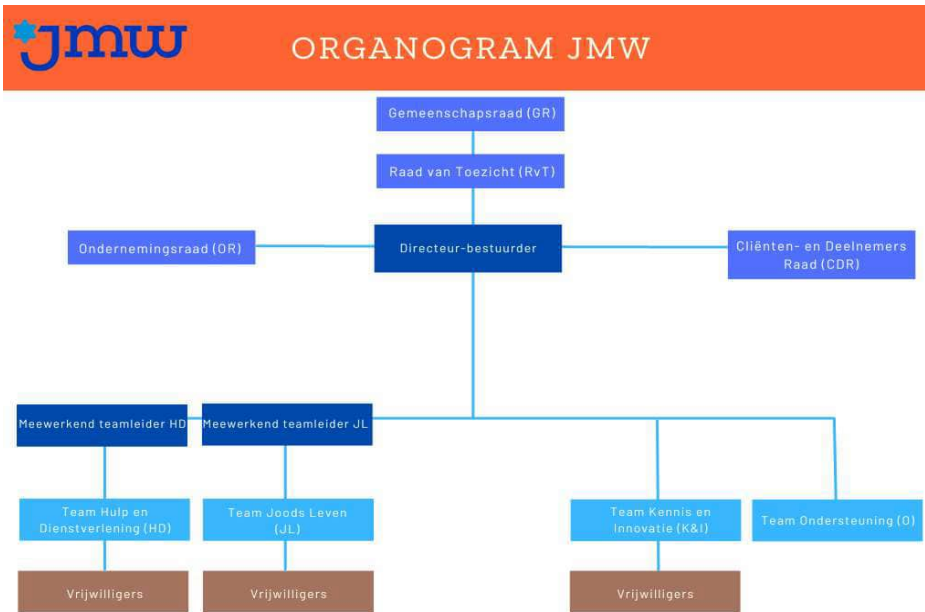 jmw
ORGANOGRAM JMW
Gemeenschapsraad (GR)
Raad van Toezicht (RvT)
Ondernemingsraad (OR)
Directeur-bestuurder
Cliënten- en Deelnemers
Raad (CDR)
Meewerkend teamleider HD
Meewerkend teamleider JL
Team Hulp en
Dienstverlening (HD)
Team Joods Leven
(JL)
Team Kennis en
Innovatie (K&I)
Team Ondersteuning (O)
Vrijwilligers
Vrijwilligers
Vrijwilligers